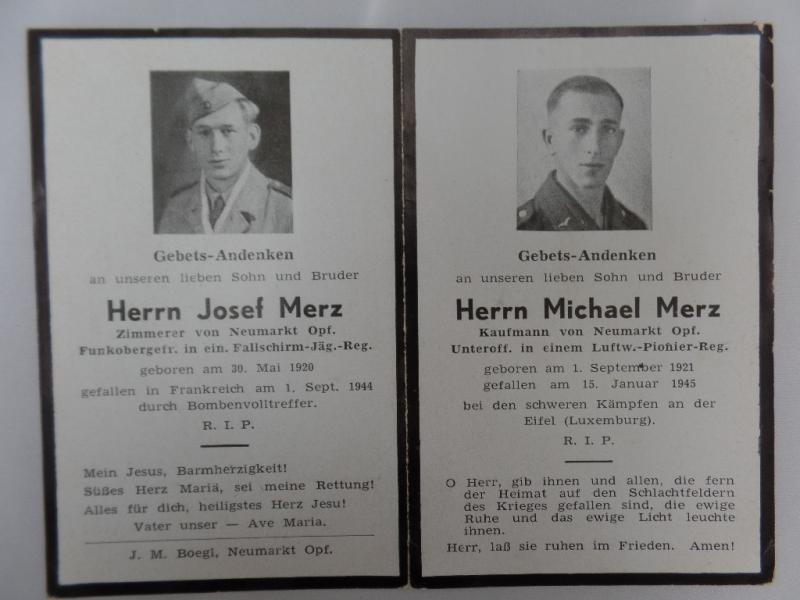 Gebets-Andenken
an unseren lieben Sohn und Bruder
Herrn Josef Merz
Zimmerer von Neumarkt Opf.
Funkobergefr. in ein. Fallschirm-Jäg.-Reg.
geboren am 30. Mai 1920
gefallen in Frankreich am 1. Sept. 1944
durch Bombenvolltreffer.
R. I. P.
Mein Jesus, Barmherzigkeit!
Süßes Herz Mariä, sei meine Rettung!
Alles für dich, heiligstes Herz Jesu!
Vater unser — Ave Maria.
J. M. Boegl, Neumarkt Opf.
Gebets-Andenken
an unseren lieben Sohn und Bruder
Herrn Michael Merz
Kaufmann von Neumarkt Opf.
Unteroff. in einem Luftw.-Pionier-Reg.
geboren am 1. September 1921
gefallen am 15. Januar 1945
bei den schweren Kämpfen an der
Eifel (Luxemburg).
R. I. P.
O Herr, gib ihnen und allen, die fern
der Heimat auf den Schlachtfeldern
des Krieges gefallen sind, die ewige
Ruhe und das ewige Licht leuchte
ihnen.
Herr, laß sie ruhen im Frieden. Amen!